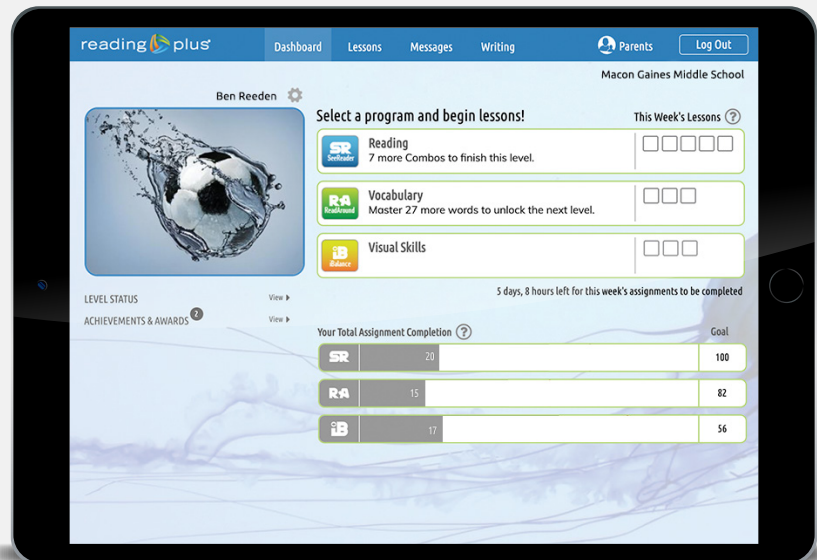 reading plus®
Dashboard Lessons Messages Writing Parents Log Out
Macon Gaines Middle School
Ben Reeden
Select a program and begin lessons! This Week's Lessons ?
SR
SeeReader
Reading
7 more Combos to finish this level.
RA
ReadAround
Vocabulary
Master 27 more words to unlock the next level.
iB
iBalance
Visual Skills
5 days, 8 hours left for this week's assignments to be completed
LEVEL STATUS View
ACHIEVEMENTS & AWARDS 2 View
Your Total Assignment Completion ? Goal
SR 20 100
RA 15 82
iB 17 56